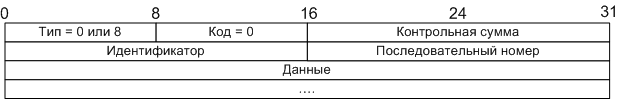 0 8 16 24 31
Тип = 0 или 8 Код = 0 Контрольная сумма
Идентификатор Последовательный номер
Данные
....